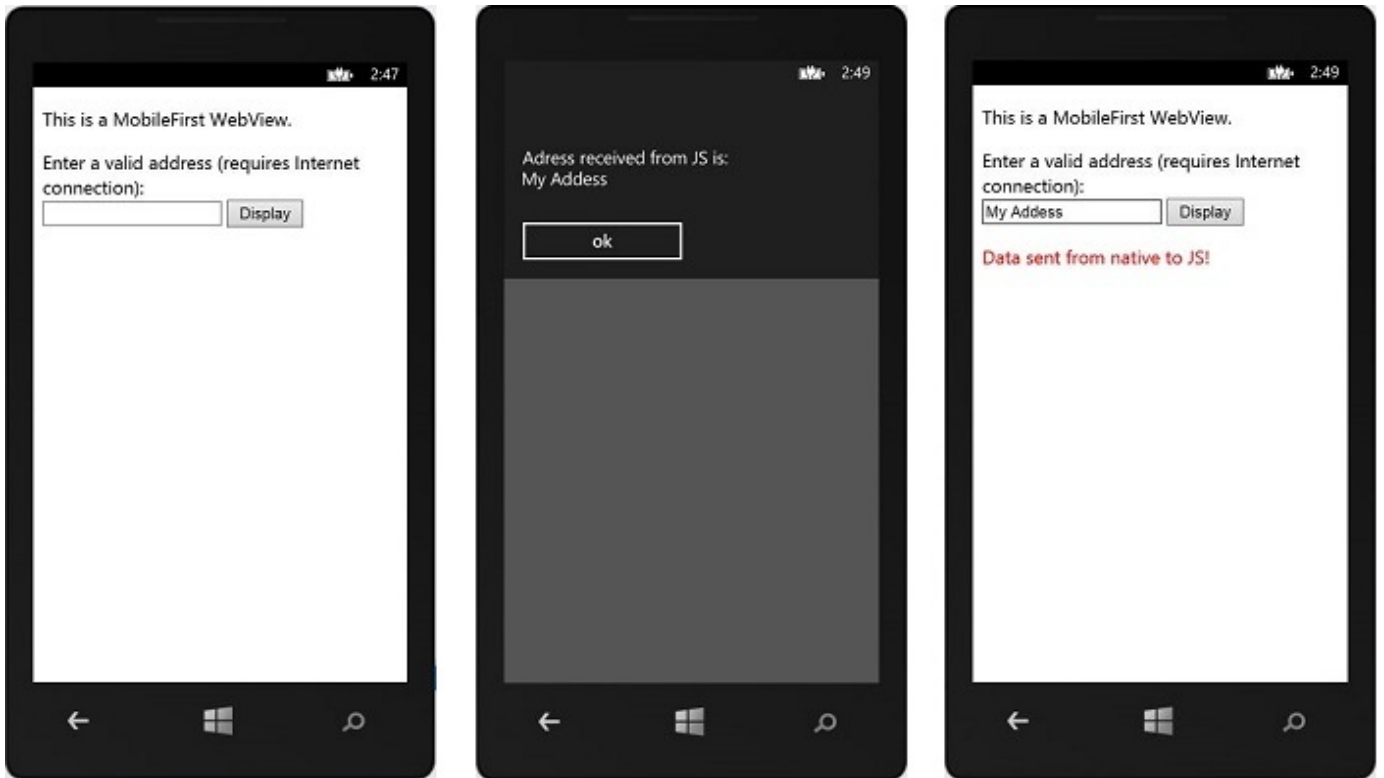 2:47
This is a MobileFirst WebView.
Enter a valid address (requires Internet
connection):
Display
2:49
Adress received from JS is:
My Addess
ok
2:49
This is a MobileFirst WebView.
Enter a valid address (requires Internet
connection):
My Addess Display
Data sent from native to JS!